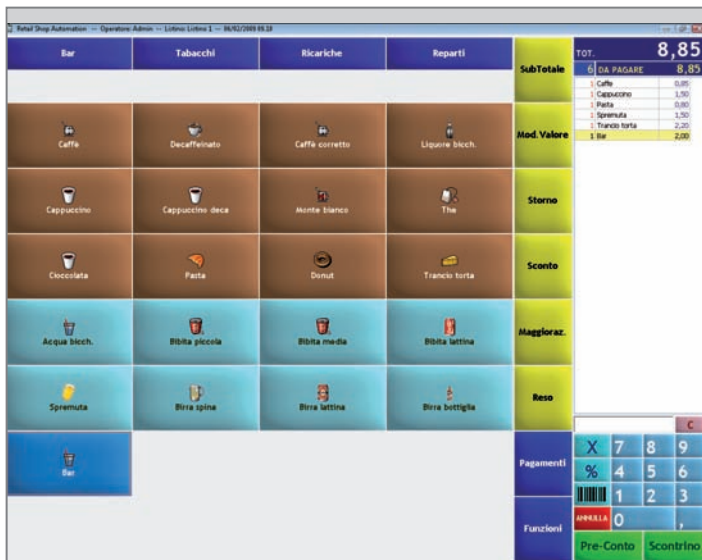 Retail Shop Automation -- Operatore: Admin -- Listino: Listino 1 -- 06/02/2009 09.18
Bar Tabacchi Ricariche Reparti
SubTotale
TOT. 8,85
6 DA PAGARE 8,85
1 Caffe 0,85
1 Cappuccino 1,50
1 Pasta 0,80
1 Spremuta 1,50
1 Trancio torta 2,20
1 Bar 2,00
Caffè Decaffeinato Caffè corretto Liquore bicch.
Mod. Valore
Cappuccino Cappuccino deca Monte bianco The
Storno
Cioccolata Pasta Donut Trancio torta
Sconto
Acqua bicch. Bibita piccola Bibita media Bibita lattina
Maggioraz.
Spremuta Birra spina Birra lattina Birra bottiglia
Reso
Bar
Pagamenti
Funzioni
C
X 7 8 9
% 4 5 6
1 2 3
ANNULLA 0 ,
Pre-Conto Scontrino